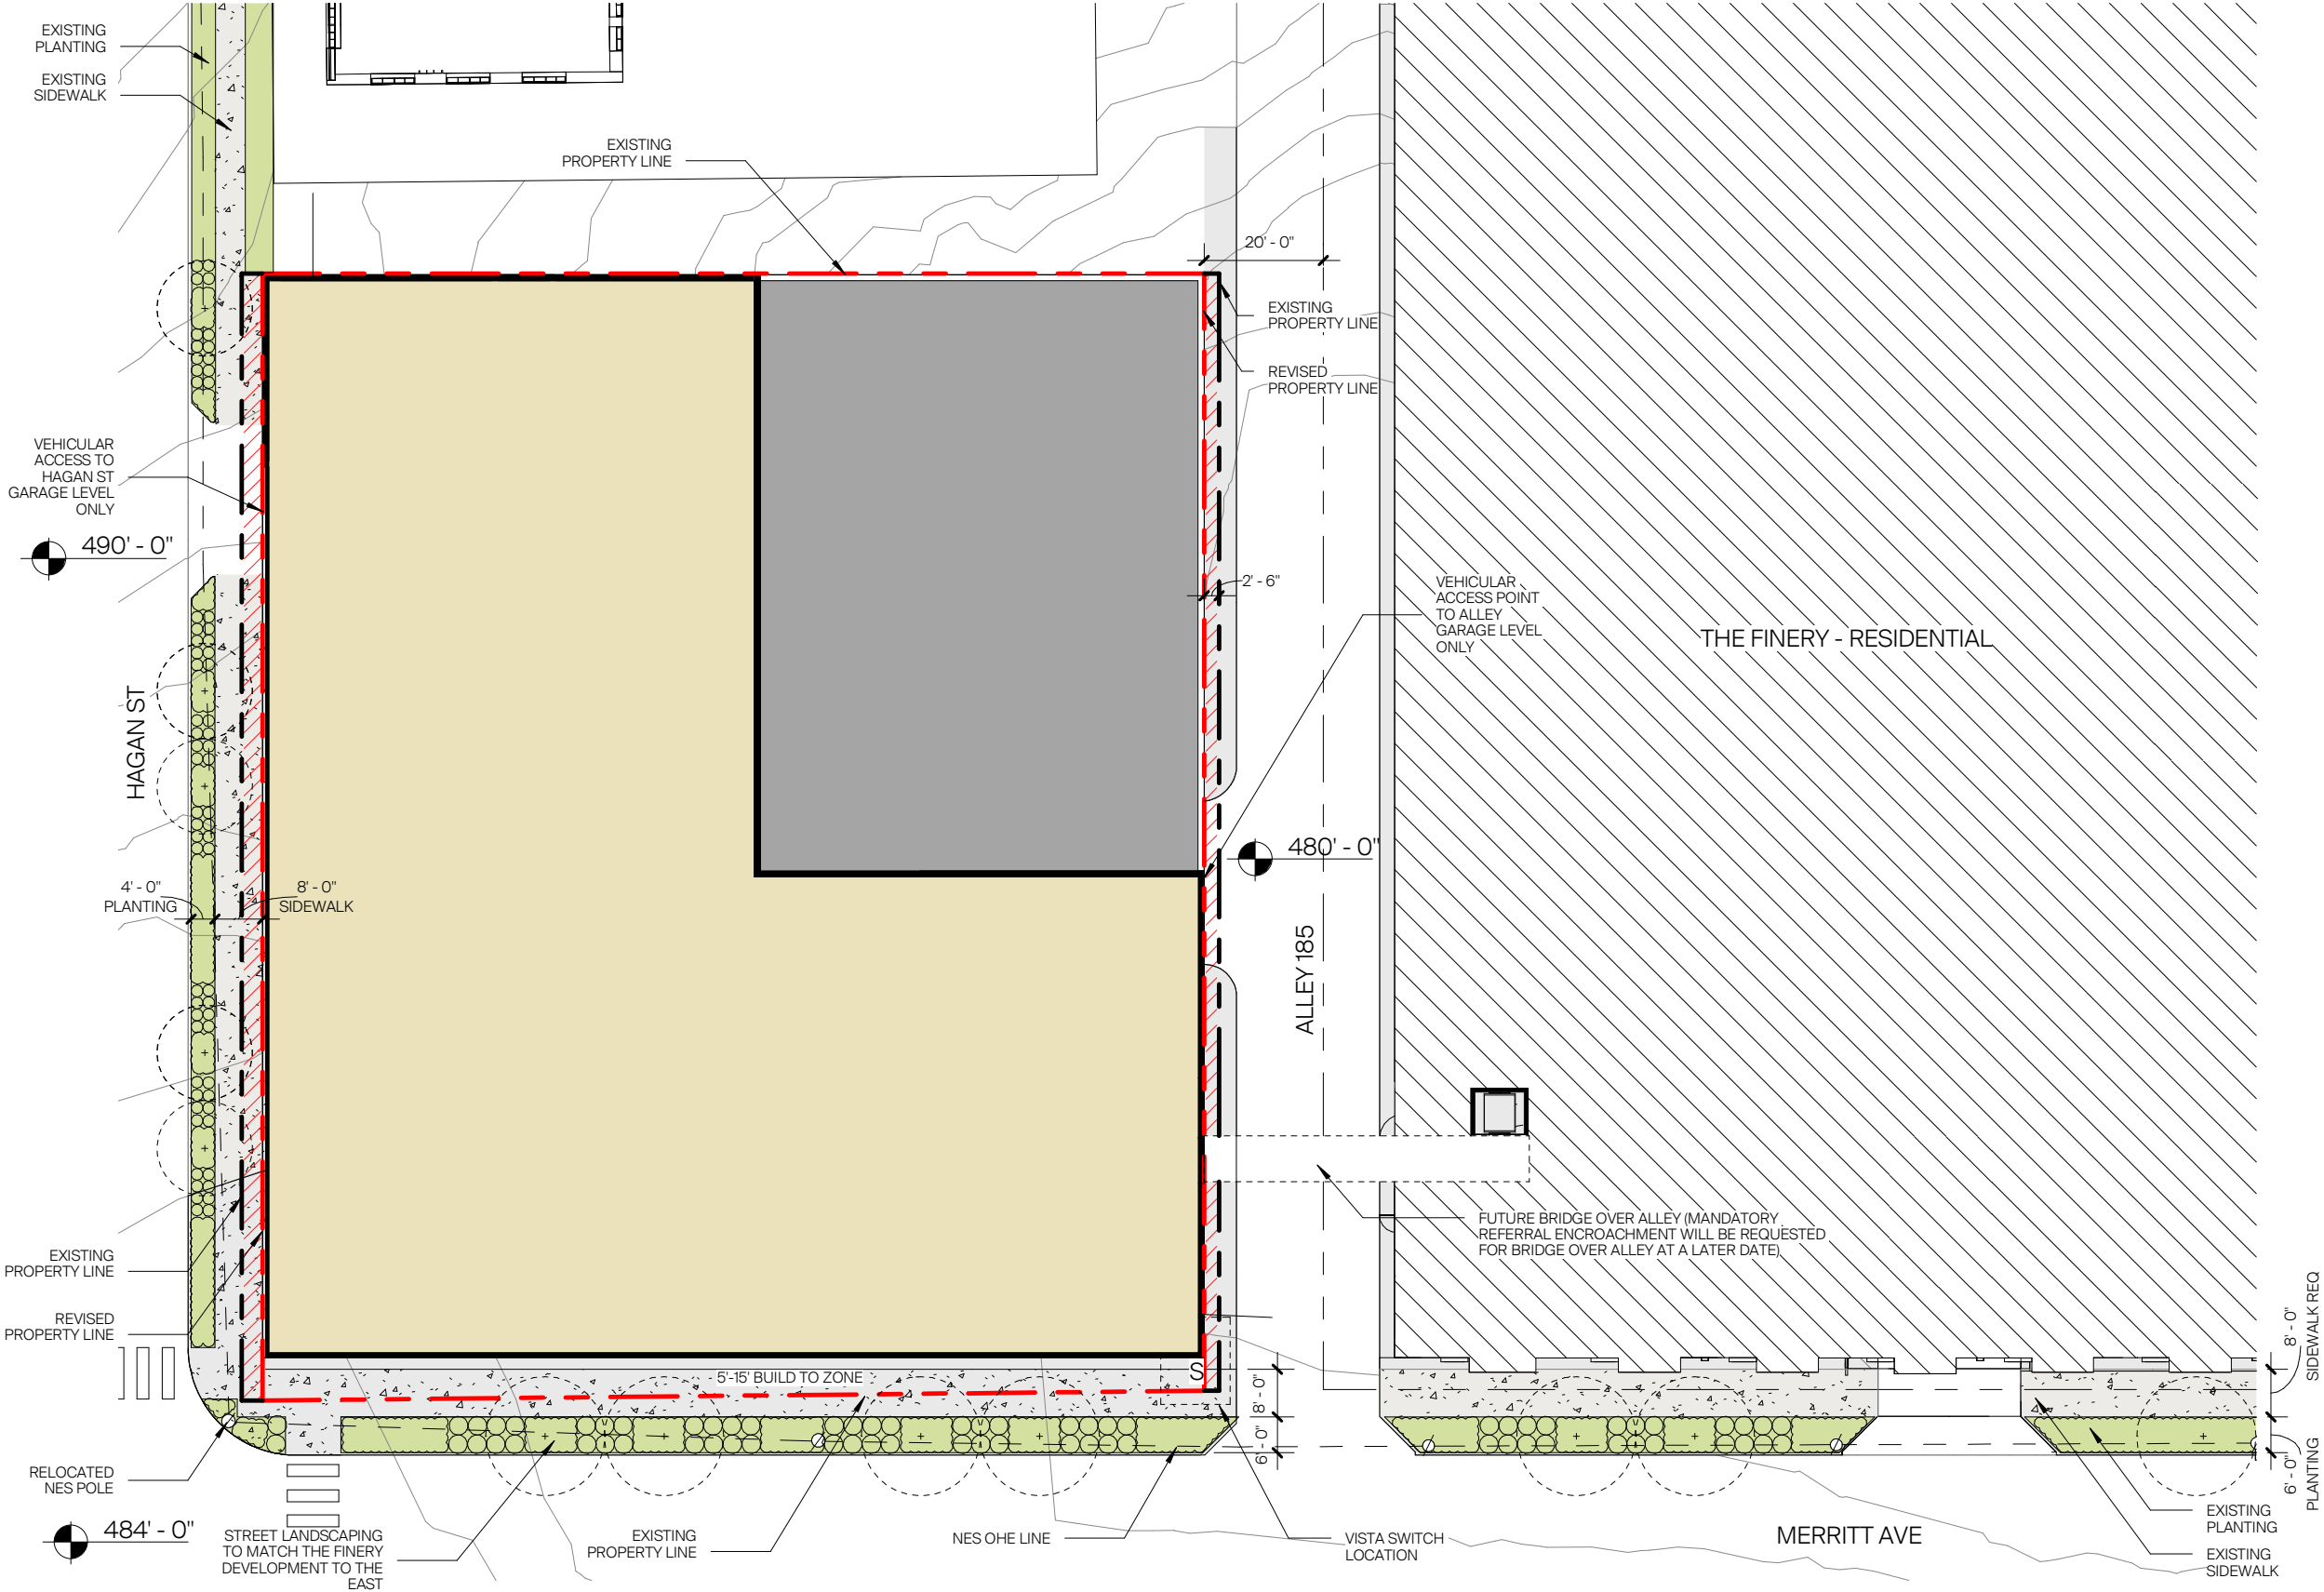 EXISTING
PLANTING
EXISTING
SIDEWALK
EXISTING
PROPERTY LINE
20' - 0"
EXISTING
PROPERTY LINE
REVISED
PROPERTY LINE
VEHICULAR
ACCESS TO
HAGAN ST
GARAGE LEVEL
ONLY
490' - 0"
2' - 6"
VEHICULAR
ACCESS POINT
TO ALLEY
GARAGE LEVEL
ONLY
THE FINERY - RESIDENTIAL
HAGAN ST
480' - 0"
4' - 0"
PLANTING
8' - 0"
SIDEWALK
ALLEY 185
FUTURE BRIDGE OVER ALLEY (MANDATORY
REFERRAL ENCROACHMENT WILL BE REQUESTED
FOR BRIDGE OVER ALLEY AT A LATER DATE)
EXISTING
PROPERTY LINE
REVISED
PROPERTY LINE
5'-15' BUILD TO ZONE
S
8' - 0"
6' - 0"
8' - 0"
SIDEWALK REQ
6' - 0"
PLANTING
RELOCATED
NES POLE
484' - 0"
STREET LANDSCAPING
TO MATCH THE FINERY
DEVELOPMENT TO THE
EAST
EXISTING
PROPERTY LINE
NES OHE LINE
VISTA SWITCH
LOCATION
MERRITT AVE
EXISTING
PLANTING
EXISTING
SIDEWALK